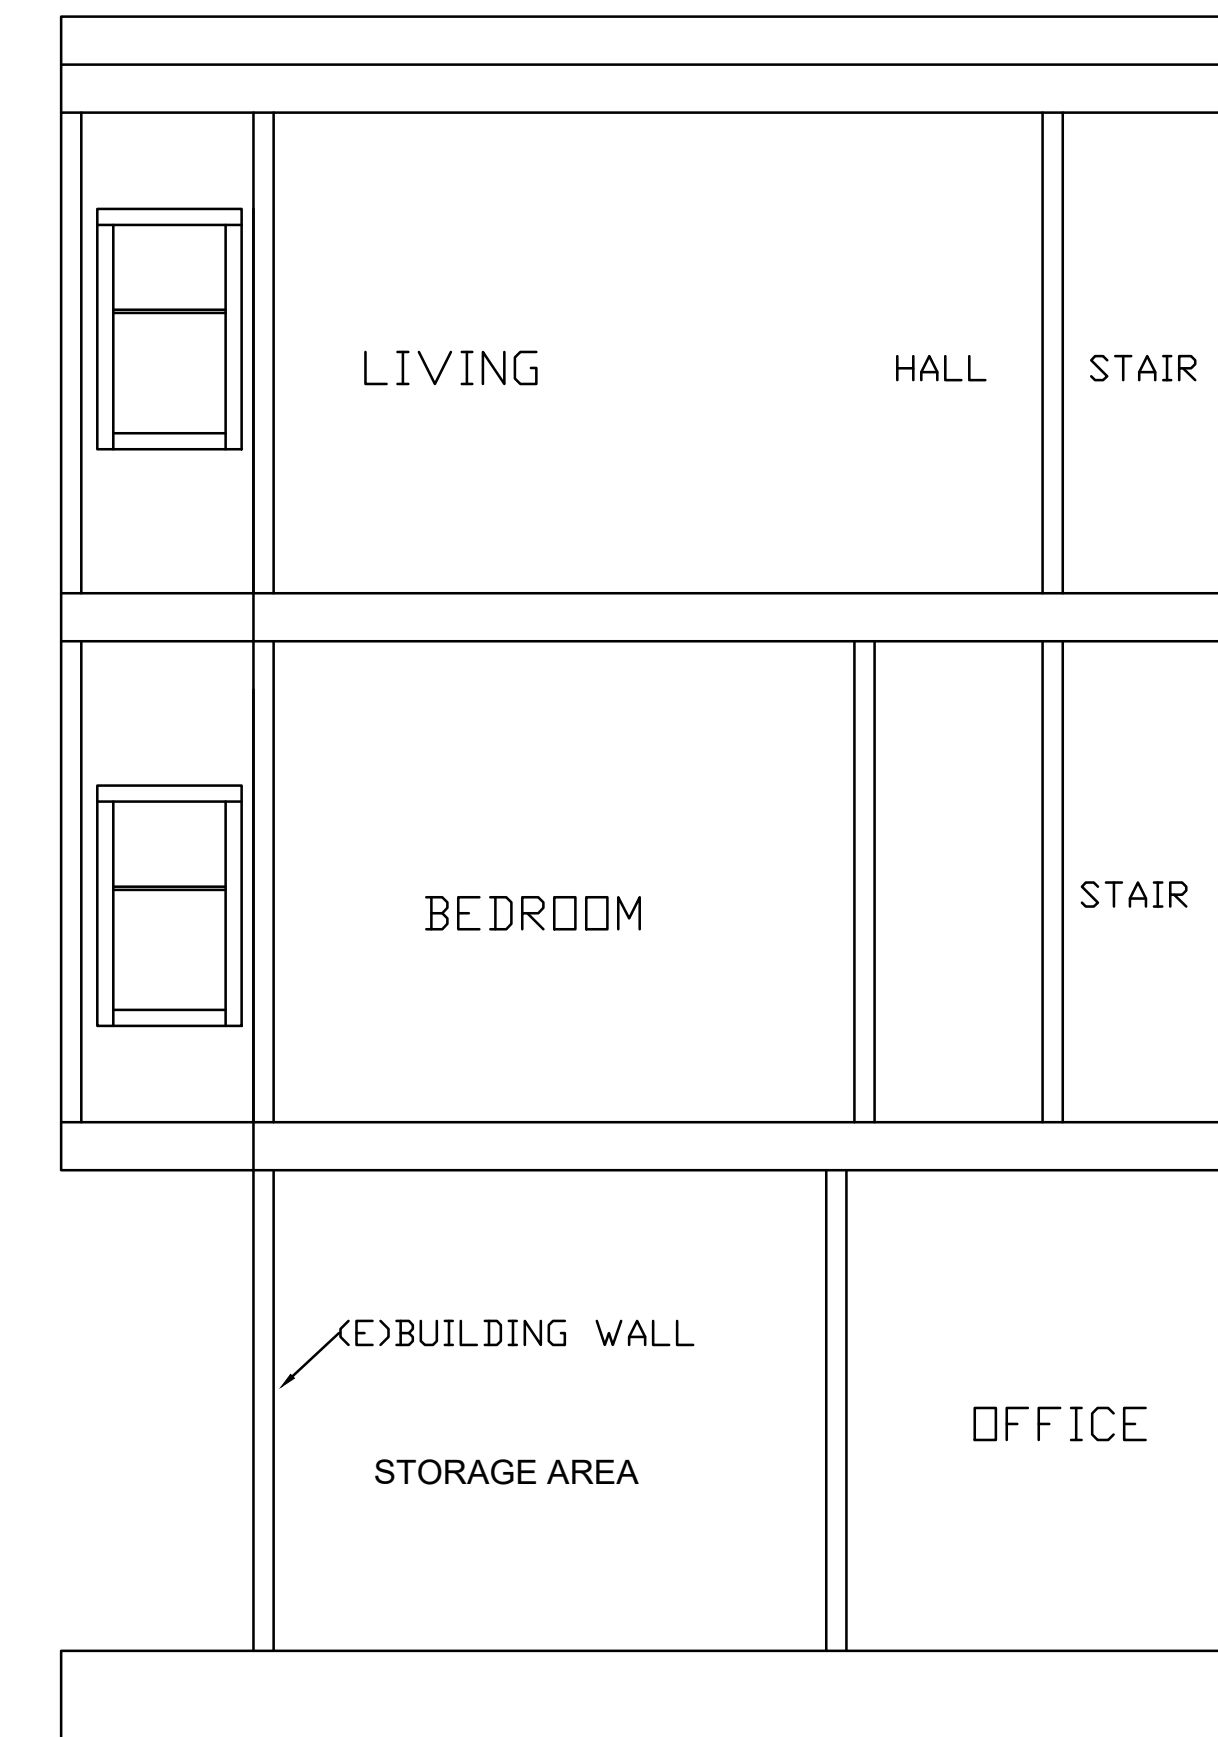 LIVING
HALL
STAIR
BEDROOM
STAIR
(E)BUILDING WALL
OFFICE
STORAGE AREA